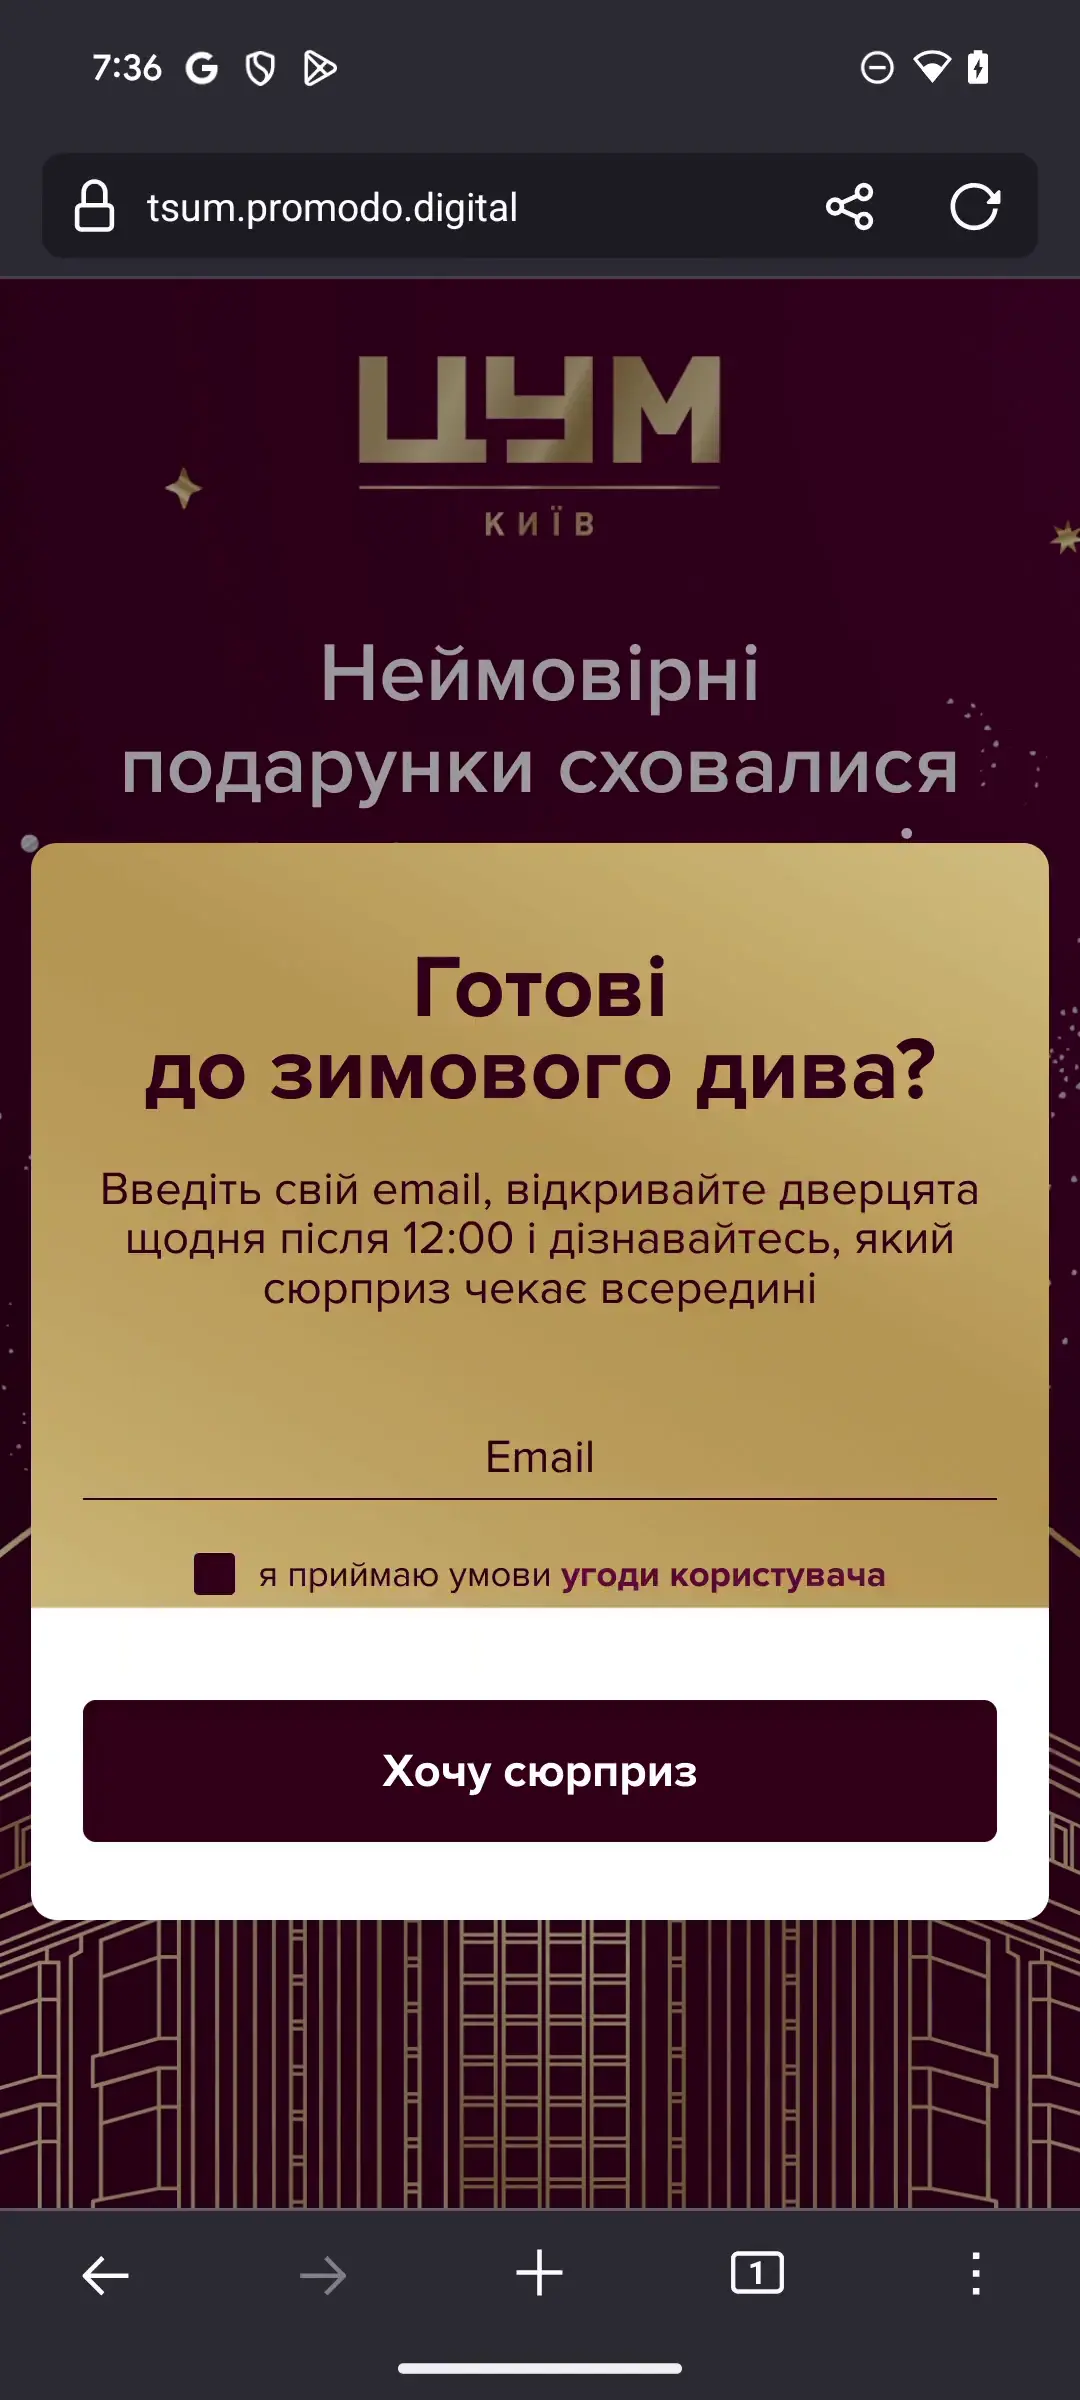 7:36
tsum.promodo.digital
ЦУМ
КИЇВ
Неймовірні
подарунки сховалися
Готові
до зимового дива?
Введіть свій email, відкривайте дверцята
щодня після 12:00 і дізнавайтесь, який
сюрприз чекає всередині
Email
я приймаю умови угоди користувача
Хочу сюрприз
1